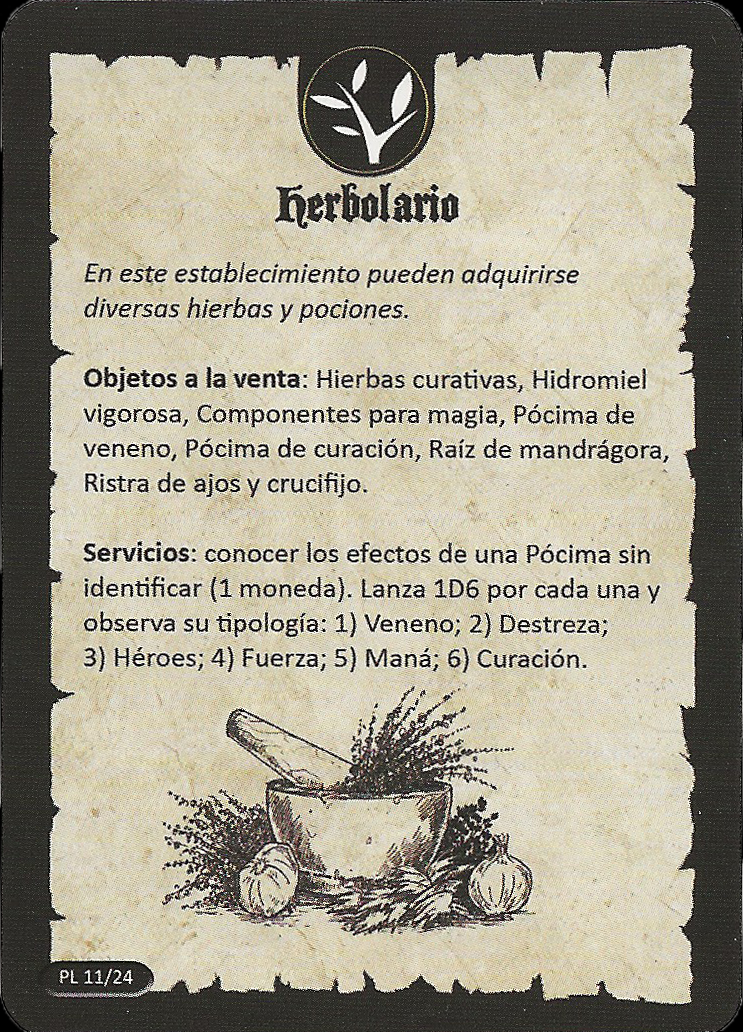 Herbolario
En este establecimiento pueden adquirirse
diversas hierbas y pociones.
Objetos a la venta: Hierbas curativas, Hidromiel
vigorosa, Componentes para magia, Pócima de
veneno, Pócima de curación, Raíz de mandrágora,
Ristra de ajos y crucifijo.
Servicios: conocer los efectos de una Pócima sin
identificar (1 moneda). Lanza 1D6 por cada una y
observa su tipología: 1) Veneno; 2) Destreza;
3) Héroes; 4) Fuerza; 5) Maná; 6) Curación.
PL 11/24